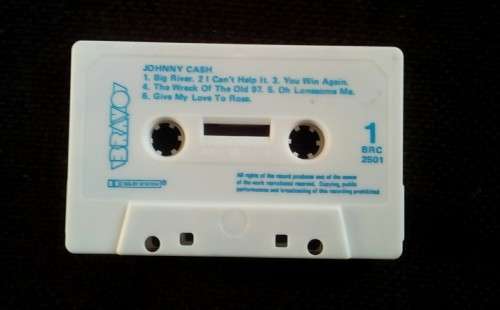 JOHNNY CASH
1. Big River. 2 I Can't Help It. 3. You Win Again.
4. The Wreck Of The Old 97. 5. Oh Lonesome Me.
6. Give My Love To Rose.
BRAVO
1
BRC
2501
DOLBY SYSTEM
All rights of the record producer and of the owner
of the work reproduced reserved. Copying, public
performance and broadcasting of this recording prohibited